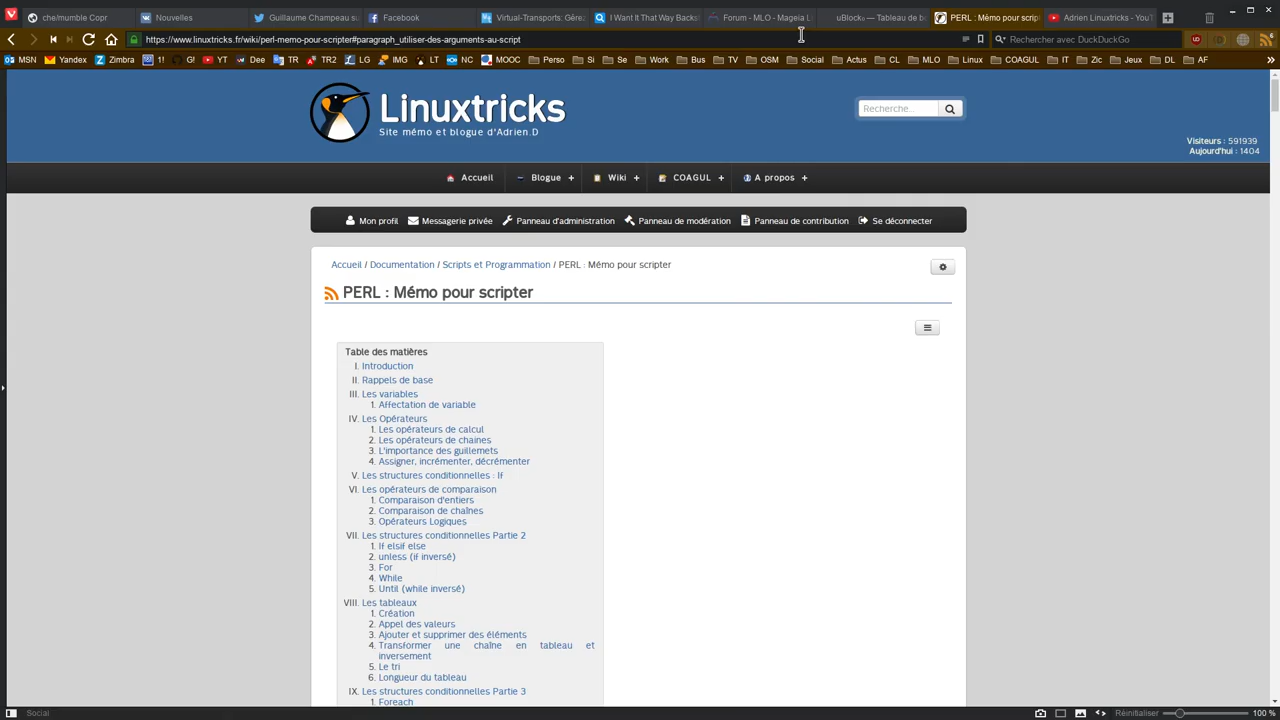 che/mumble Copr
Nouvelles
Guillaume Champeau su
Facebook
Virtual-Transports: Gérez
I Want It That Way Backs
Forum - MLO - Mageia L
uBlock₀ — Tableau de bo
PERL : Mémo pour script
Adrien Linuxtricks - YouT
https://www.linuxtricks.fr/wiki/perl-memo-pour-scripter#paragraph_utiliser-des-arguments-au-script
Rechercher avec DuckDuckGo
6
MSN Yandex Zimbra 1! G! YT Dee TR TR2 LG IMG LT NC MOOC Perso Si Se Work Bus TV OSM Social Actus CL MLO Linux COAGUL IT Zic Jeux DL AF
Linuxtricks
Site mémo et blogue d'Adrien.D
Recherche...
Visiteurs : 591939
Aujourd'hui : 1404
Accueil Blogue + Wiki + COAGUL + A propos +
Mon profil Messagerie privée Panneau d'administration Panneau de modération Panneau de contribution Se déconnecter
Accueil / Documentation / Scripts et Programmation / PERL : Mémo pour scripter
PERL : Mémo pour scripter
Table des matières
I. Introduction
II. Rappels de base
III. Les variables
1. Affectation de variable
IV. Les Opérateurs
1. Les opérateurs de calcul
2. Les opérateurs de chaines
3. L'importance des guillemets
4. Assigner, incrémenter, décrémenter
V. Les structures conditionnelles : If
VI. Les opérateurs de comparaison
1. Comparaison d'entiers
2. Comparaison de chaînes
3. Opérateurs Logiques
VII. Les structures conditionnelles Partie 2
1. If elsif else
2. unless (if inversé)
3. For
4. While
5. Until (while inversé)
VIII. Les tableaux
1. Création
2. Appel des valeurs
3. Ajouter et supprimer des éléments
4. Transformer une chaîne en tableau et
inversement
5. Le tri
6. Longueur du tableau
IX. Les structures conditionnelles Partie 3
1. Foreach
Social
Réinitialiser
100 %